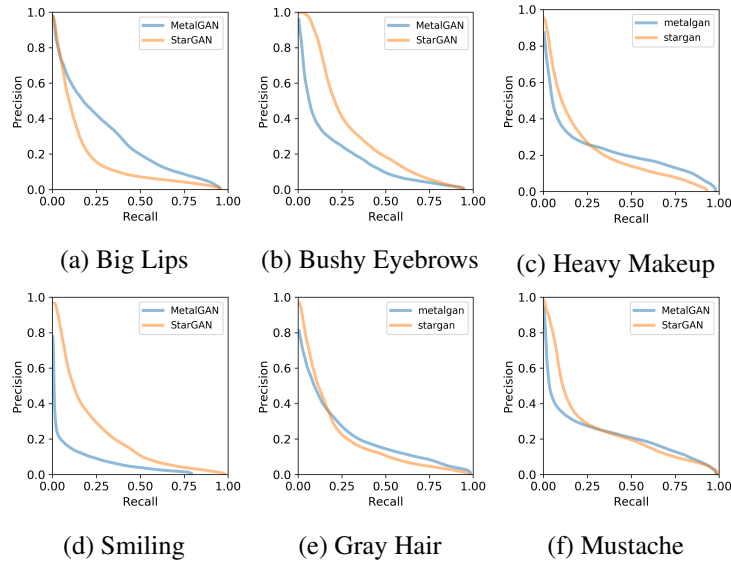 1.0
0.8
0.6
0.4
0.2
0.0
Precision
MetalGAN
StarGAN
0 0.25 0.50 0.75 1.00
Recall
(a) Big Lips
1.0
0.8
0.6
0.4
0.2
0.0
Precision
MetalGAN
StarGAN
0.00 0.25 0.50 0.75 1.00
Recall
(b) Bushy Eyebrows
1.0
0.8
0.6
0.4
0.2
0.0
Precision
metalgan
stargan
0.00 0.25 0.50 0.75 1.00
Recall
(c) Heavy Makeup
1.0
0.8
0.6
0.4
0.2
0.0
Precision
MetalGAN
StarGAN
0.00 0.25 0.50 0.75 1.00
Recall
(d) Smiling
1.0
0.8
0.6
0.4
0.2
0.0
Precision
metalgan
stargan
0.00 0.25 0.50 0.75 1.00
Recall
(e) Gray Hair
1.0
0.8
0.6
0.4
0.2
0.0
Precision
MetalGAN
StarGAN
0.00 0.25 0.50 0.75 1.00
Recall
(f) Mustache